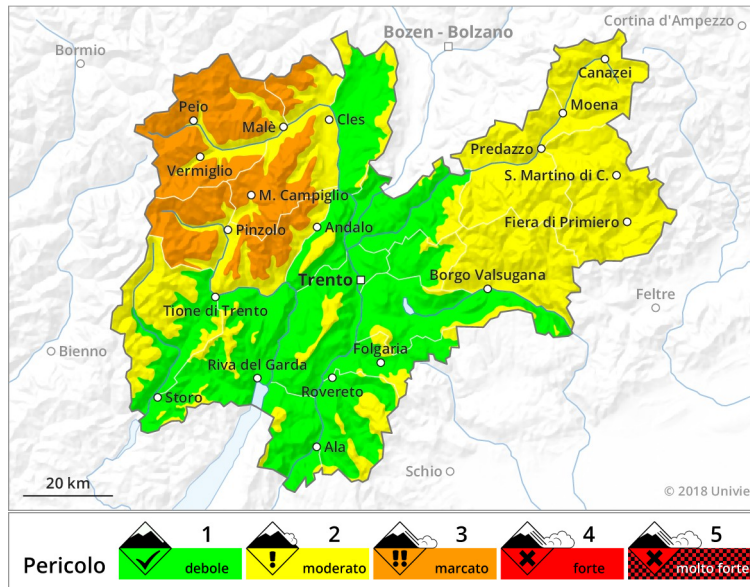 Cortina d'Ampezzo
Bozen - Bolzano
Bormio
Canazei
Peio
Moena
Malè
Cles
Predazzo
Vermiglio
S. Martino di C.
M. Campiglio
Fiera di Primiero
Pinzolo
Andalo
Trento
Borgo Valsugana
Feltre
Tione di Trento
Bienno
Folgaria
Riva del Garda
Rovereto
Storo
Ala
Schio
20 km
© 2018 Univie
Pericolo
1
debole
2
moderato
3
marcato
4
forte
5
molto forte